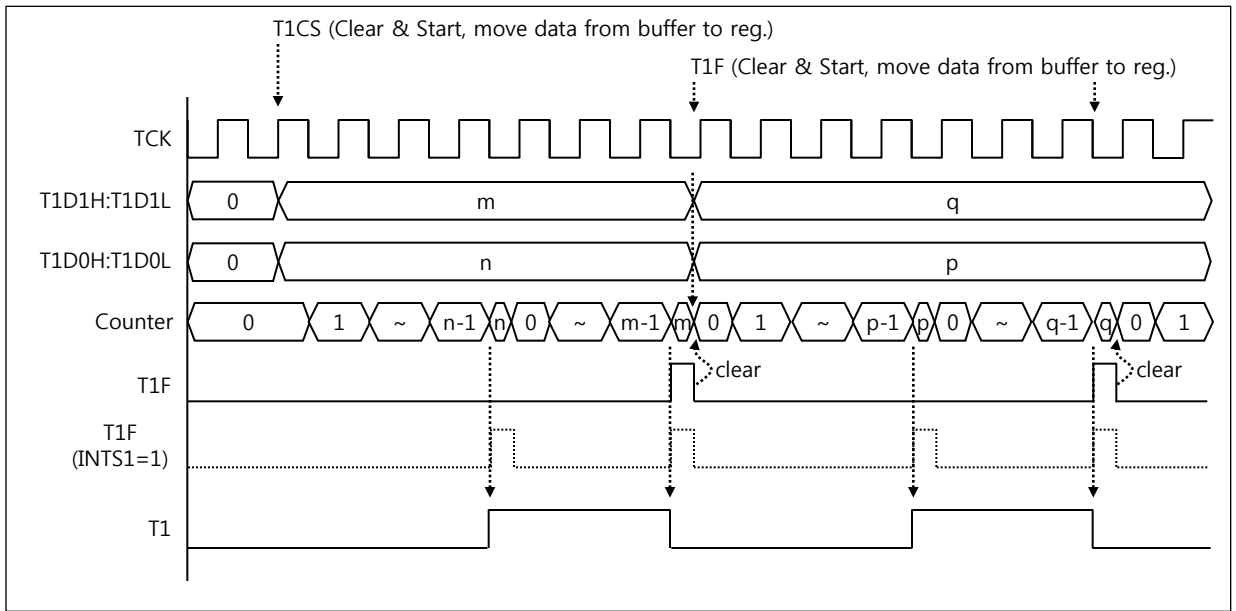 T1CS (Clear & Start, move data from buffer to reg.)
T1F (Clear & Start, move data from buffer to reg.)
TCK
T1D1H:T1D1L 0 m q
T1D0H:T1D0L 0 n p
Counter 0 1 ~ n-1 n 0 ~ m-1 m 0 1 ~ p-1 p 0 ~ q-1 q 0 1
clear clear
T1F
T1F
(INTS1=1)
T1